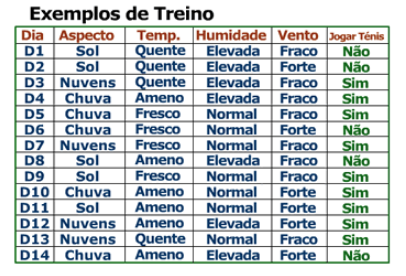 Exemplos de Treino
Dia Aspecto Temp. Humidade Vento Jogar Ténis
D1 Sol Quente Elevada Fraco Não
D2 Sol Quente Elevada Forte Não
D3 Nuvens Quente Elevada Fraco Sim
D4 Chuva Ameno Elevada Fraco Sim
D5 Chuva Fresco Normal Fraco Sim
D6 Chuva Fresco Normal Forte Não
D7 Nuvens Fresco Normal Fraco Sim
D8 Sol Ameno Elevada Fraco Não
D9 Sol Fresco Normal Fraco Sim
D10 Chuva Ameno Normal Forte Sim
D11 Sol Ameno Normal Forte Sim
D12 Nuvens Ameno Elevada Forte Sim
D13 Nuvens Quente Normal Fraco Sim
D14 Chuva Ameno Elevada Forte Não